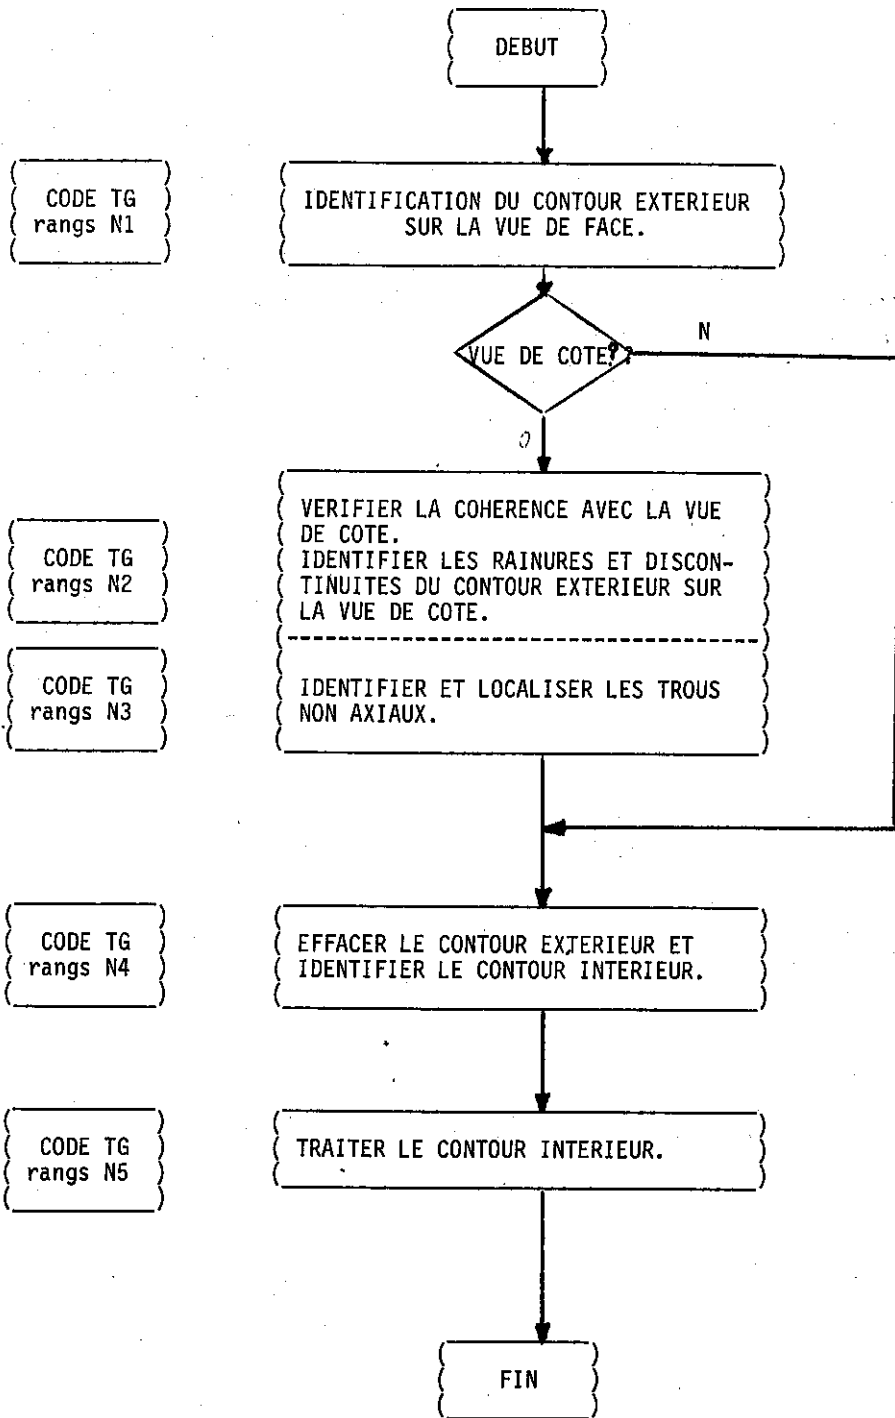 DEBUT
CODE TG
rangs N1
IDENTIFICATION DU CONTOUR EXTERIEUR
SUR LA VUE DE FACE.
N
VUE DE COTE??
O
VERIFIER LA COHERENCE AVEC LA VUE
DE COTE.
IDENTIFIER LES RAINURES ET DISCON-
TINUITES DU CONTOUR EXTERIEUR SUR
LA VUE DE COTE.
CODE TG
rangs N2
CODE TG
rangs N3
IDENTIFIER ET LOCALISER LES TROUS
NON AXIAUX.
CODE TG
rangs N4
EFFACER LE CONTOUR EXTERIEUR ET
IDENTIFIER LE CONTOUR INTERIEUR.
CODE TG
rangs N5
TRAITER LE CONTOUR INTERIEUR.
FIN